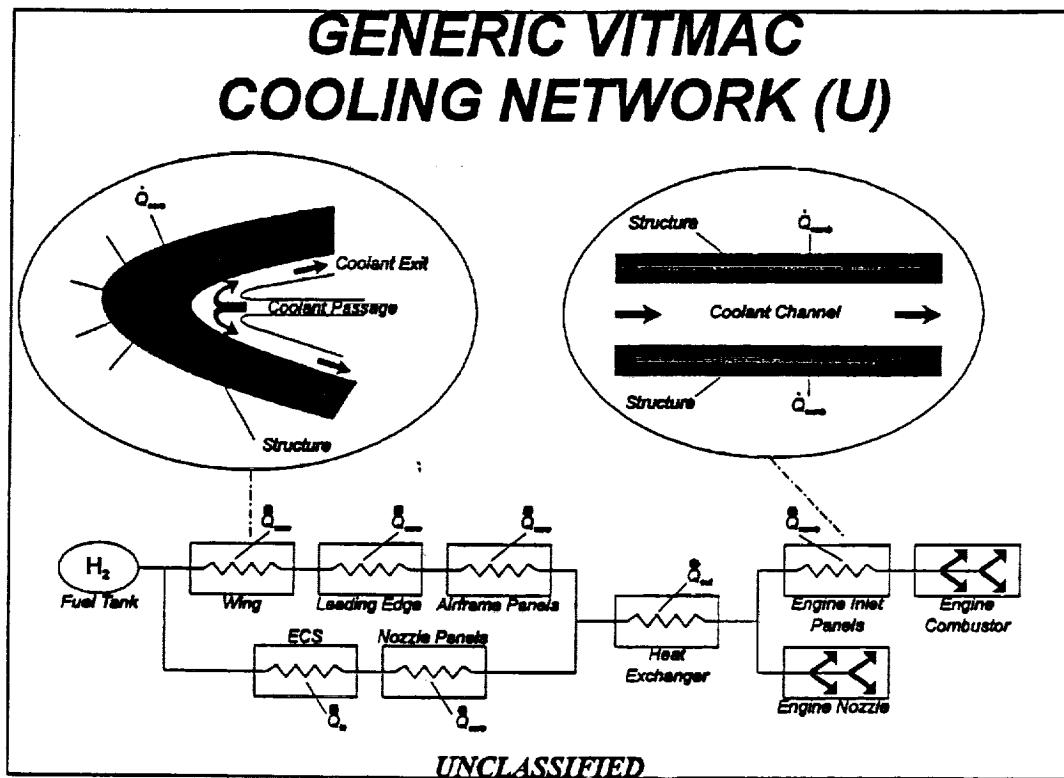 GENERIC VITMAC
COOLING NETWORK (U)
Structure
Coolant Exit
Coolant Passage
Coolant Channel
Structure
Structure
H₂
Fuel Tank
Wing
Leading Edge
Airframe Panels
Engine Inlet
Panels
Engine
Combustor
ECS
Nozzle Panels
Heat
Exchanger
Engine Nozzle
UNCLASSIFIED